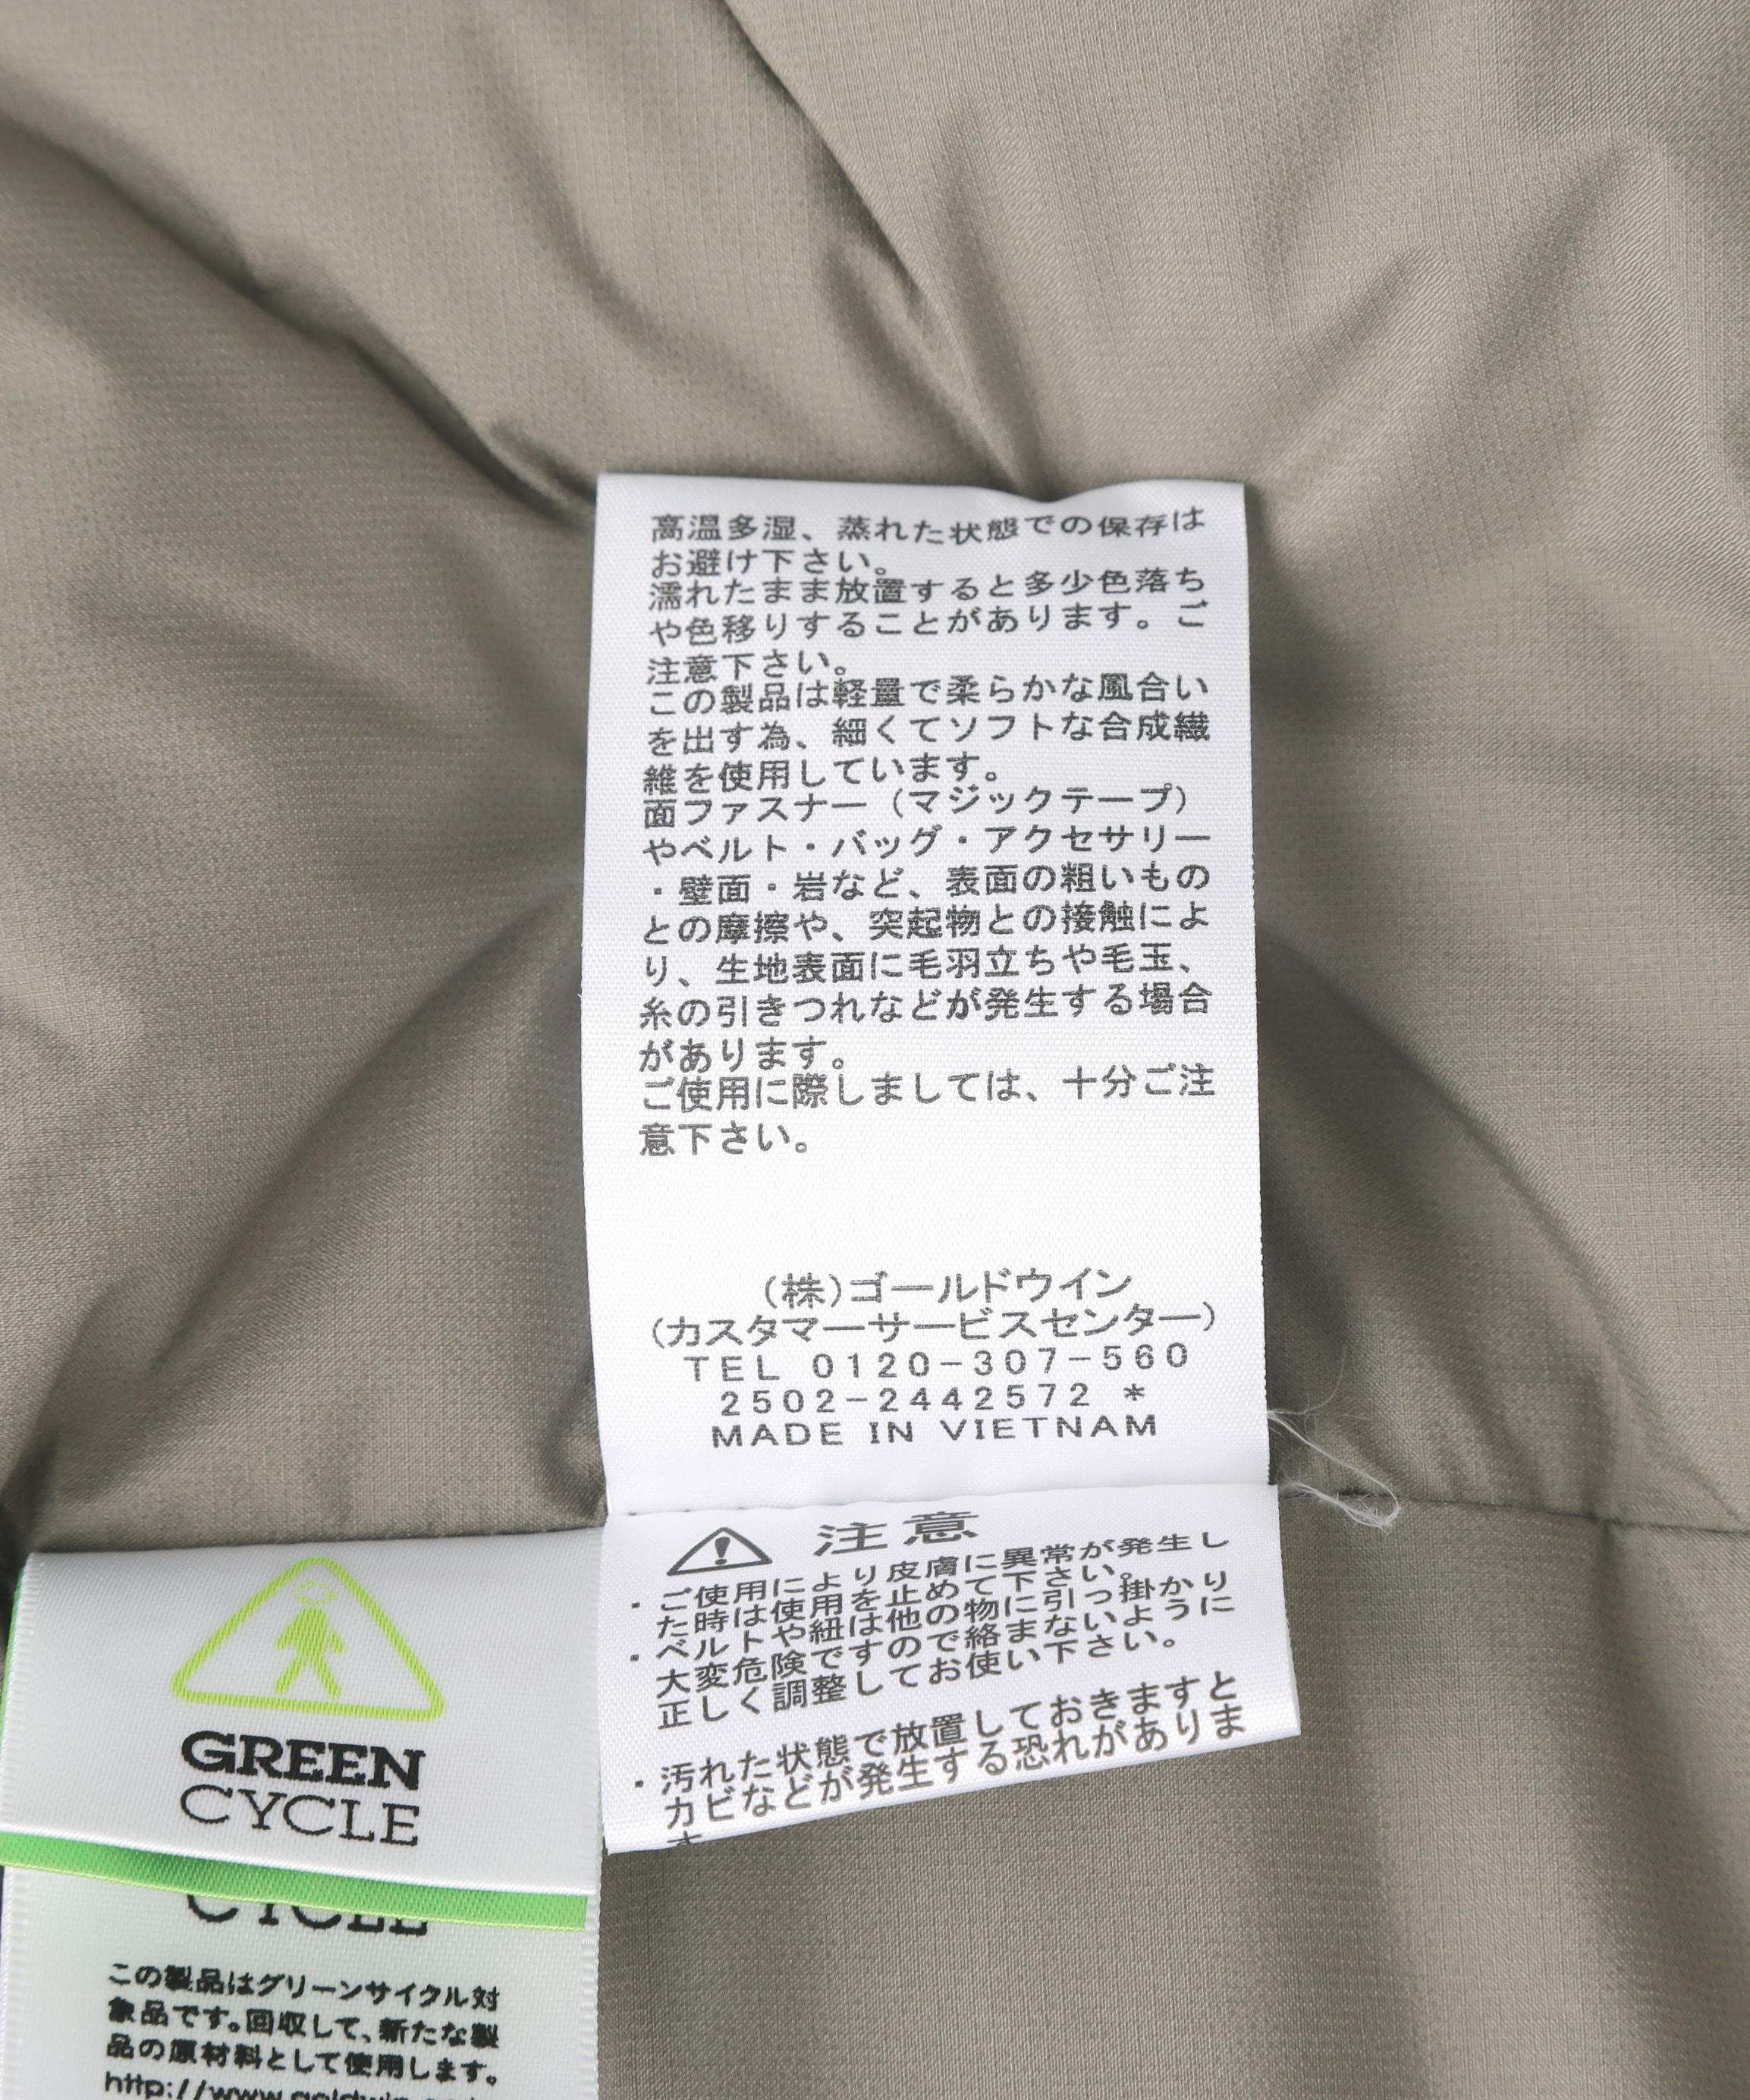 高温多湿、蒸れた状態での保存は
お避け下さい。
濡れたまま放置すると多少色落ち
や色移りすることがあります。ご
注意下さい。
この製品は軽量で柔らかな風合い
を出す為、細くてソフトな合成繊
維を使用しています。
面ファスナー（マジックテープ）
やベルト・バッグ・アクセサリー
・壁面・岩など、表面の粗いもの
との摩擦や、突起物との接触によ
り、生地表面に毛羽立ちや毛玉、
糸の引きつれなどが発生する場合
があります。
ご使用に際しましては、十分ご注
意下さい。
(株)ゴールドウイン
(カスタマーサービスセンター)
TEL 0120-307-560
2502-2442572 *
MADE IN VIETNAM
注意
・ご使用により皮膚に異常が発生し
た時は使用を止めて下さい。
・ベルトや紐は他の物に引っ掛かり
大変危険ですので絡まないように
正しく調整してお使い下さい。
・汚れた状態で放置しておきますと
カビなどが発生する恐れがありま
す
GREEN
CYCLE
CYCLE
この製品はグリーンサイクル対
象品です。回収して、新たな製
品の原材料として使用します。